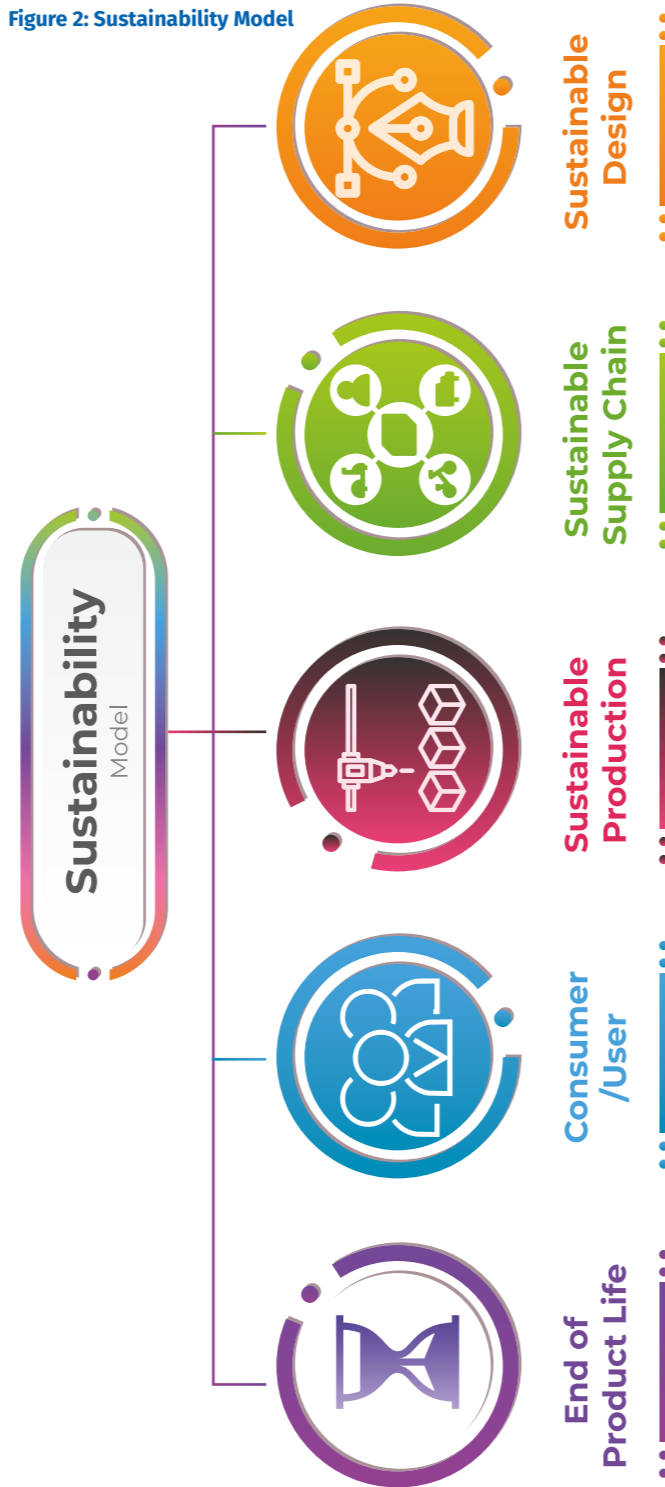 Figure 2: Sustainability Model
Sustainability
Model
End of
Product Life
Consumer
/User
Sustainable
Production
Sustainable
Supply Chain
Sustainable
Design